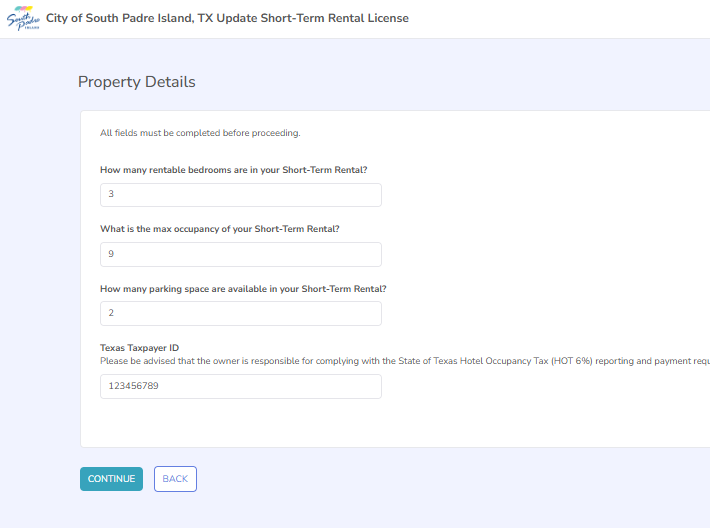 South
Padre
ISLAND
City of South Padre Island, TX Update Short-Term Rental License
Property Details
All fields must be completed before proceeding.
How many rentable bedrooms are in your Short-Term Rental?
3
What is the max occupancy of your Short-Term Rental?
9
How many parking space are available in your Short-Term Rental?
2
Texas Taxpayer ID
Please be advised that the owner is responsible for complying with the State of Texas Hotel Occupancy Tax (HOT 6%) reporting and payment requ
123456789
CONTINUE BACK